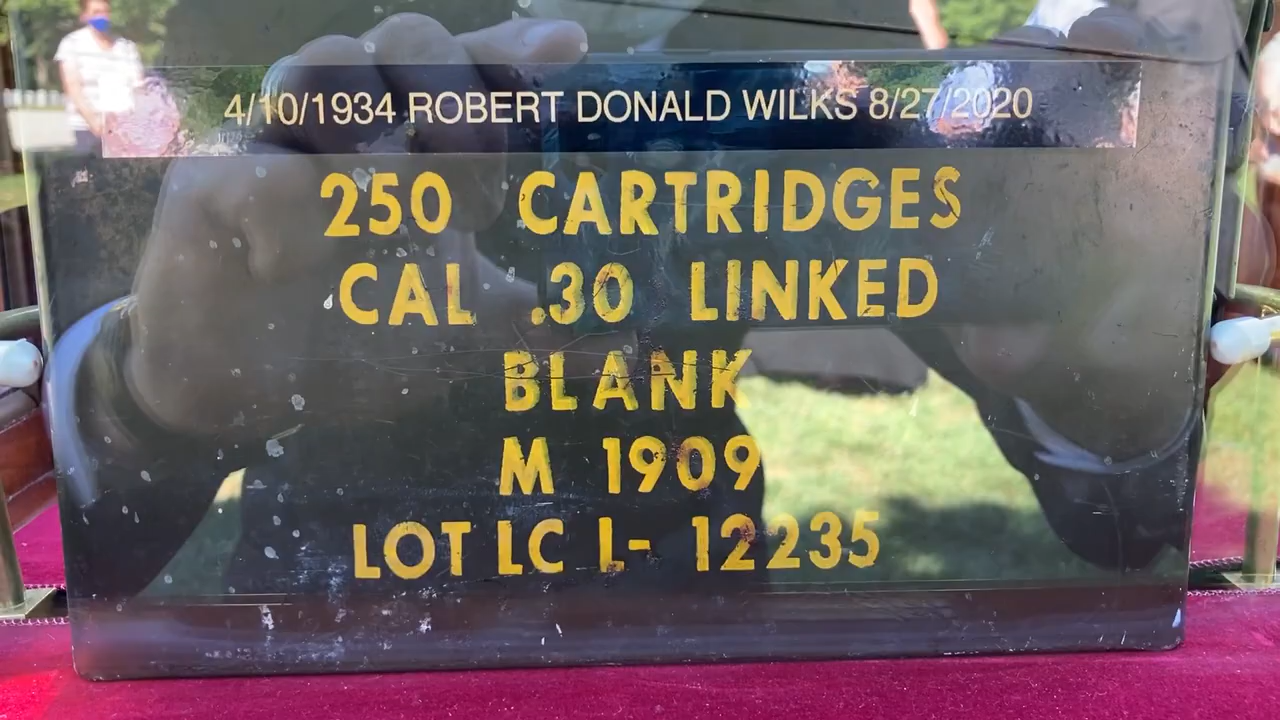 4/10/1934 ROBERT DONALD WILKS 8/27/2020
250 CARTRIDGES
CAL .30 LINKED
BLANK
M 1909
LOT LC L- 12235